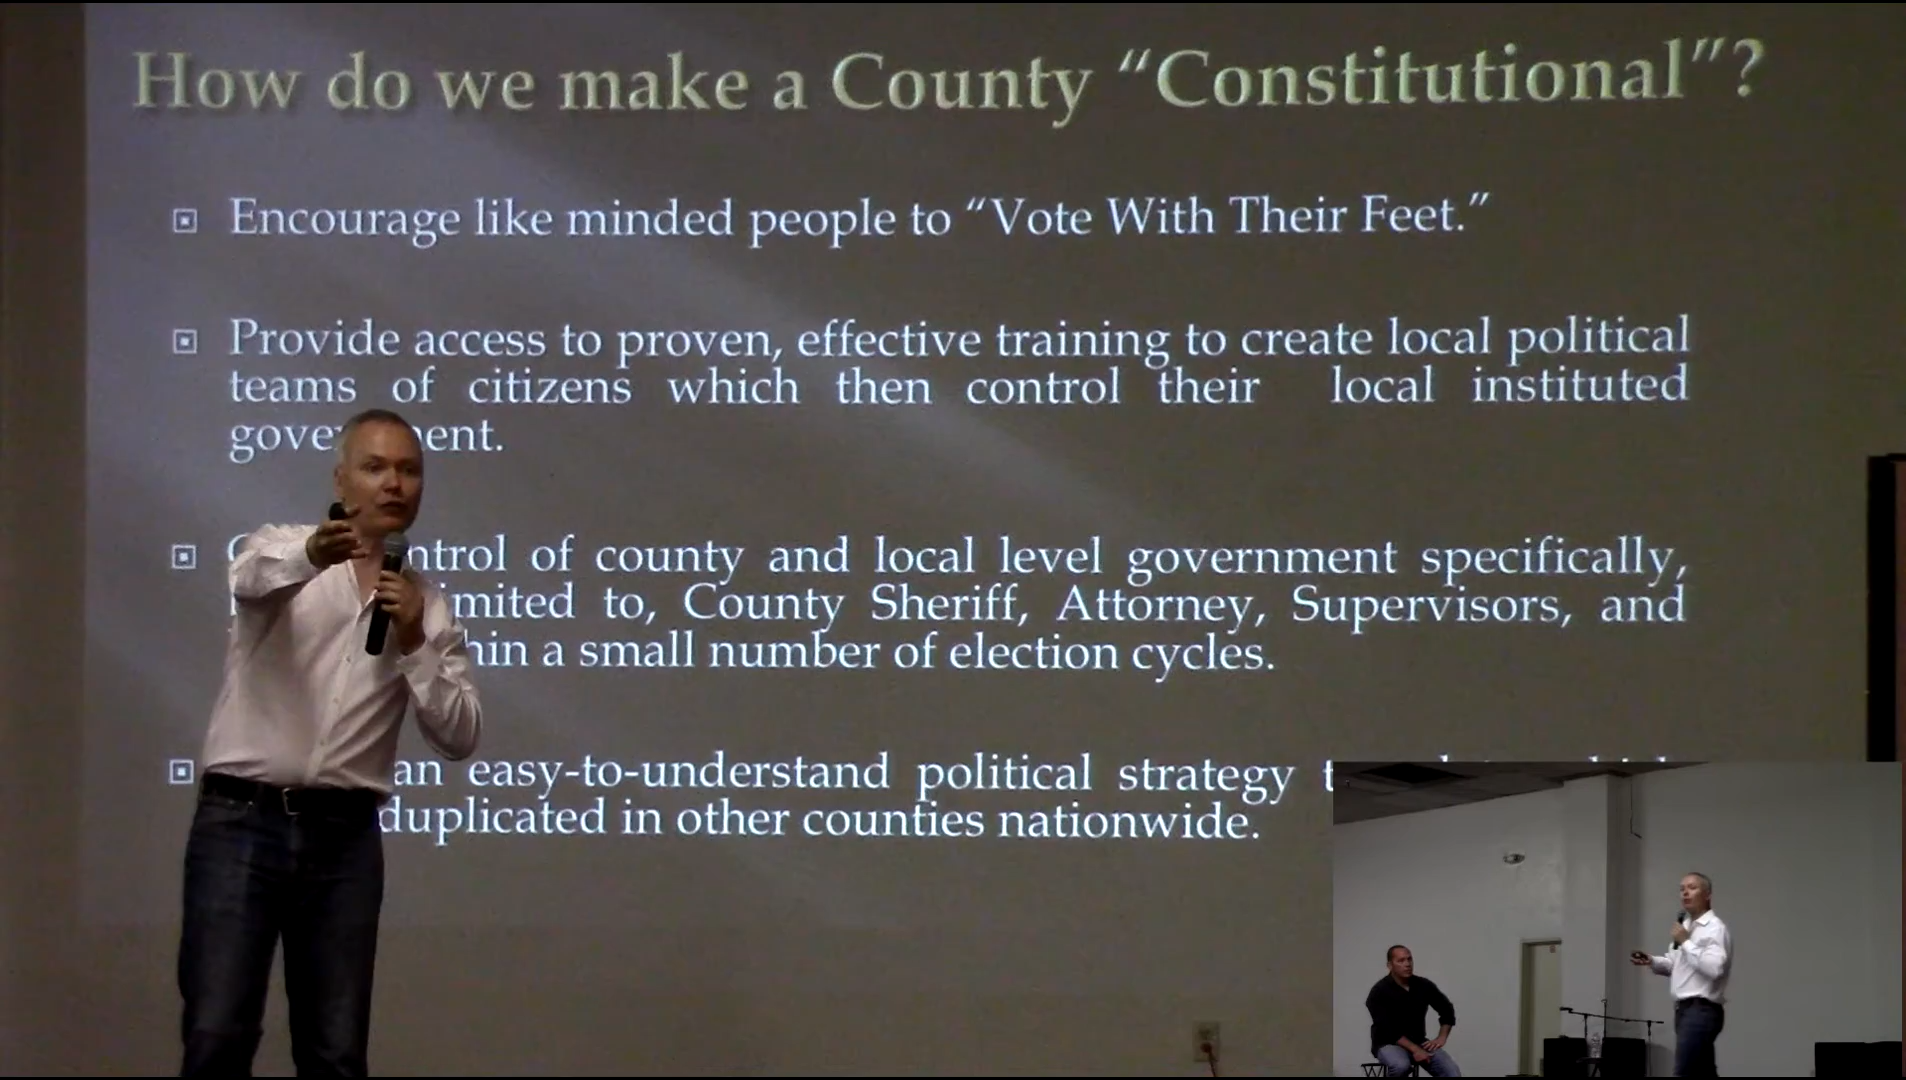 How do we make a County “Constitutional”?
Encourage like minded people to “Vote With Their Feet.”
Provide access to proven, effective training to create local political
teams of citizens which then control their local instituted
of county and local level government specifically,
to, County Sheriff, Attorney, Supervisors, and
a small number of election cycles.
an easy-to-understand political strategy
duplicated in other counties nationwide.